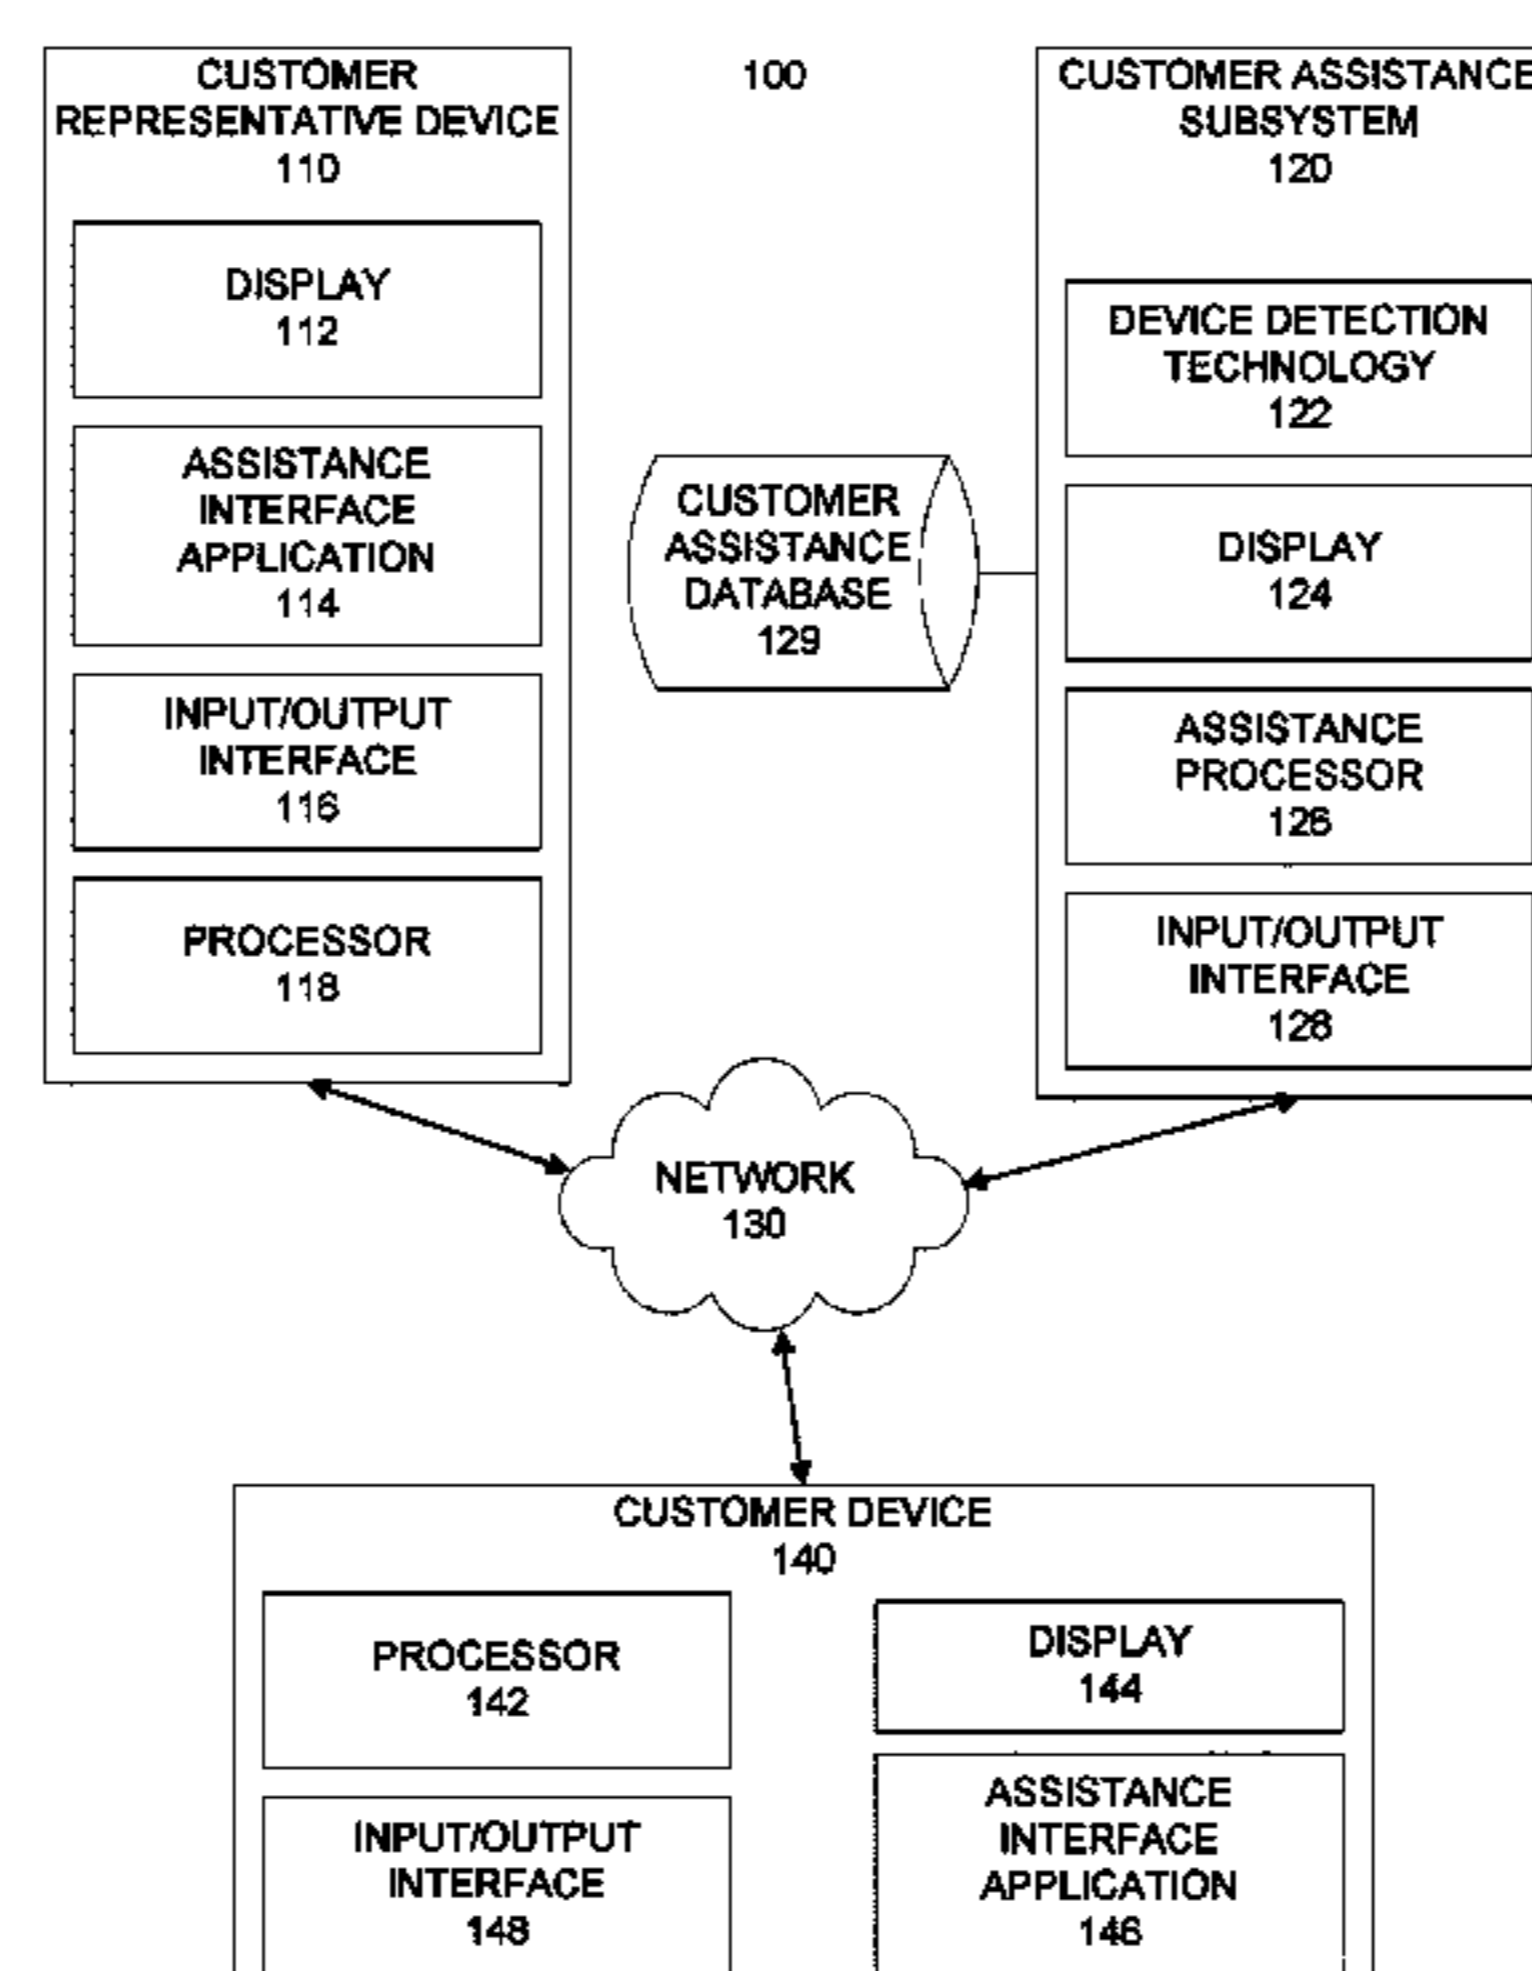 CUSTOMER
REPRESENTATIVE DEVICE
110
DISPLAY
112
ASSISTANCE
INTERFACE
APPLICATION
114
INPUT/OUTPUT
INTERFACE
116
PROCESSOR
118
100
CUSTOMER
ASSISTANCE
DATABASE
129
CUSTOMER ASSISTANCE
SUBSYSTEM
120
DEVICE DETECTION
TECHNOLOGY
122
DISPLAY
124
ASSISTANCE
PROCESSOR
126
INPUT/OUTPUT
INTERFACE
128
NETWORK
130
CUSTOMER DEVICE
140
PROCESSOR
142
INPUT/OUTPUT
INTERFACE
148
DISPLAY
144
ASSISTANCE
INTERFACE
APPLICATION
146